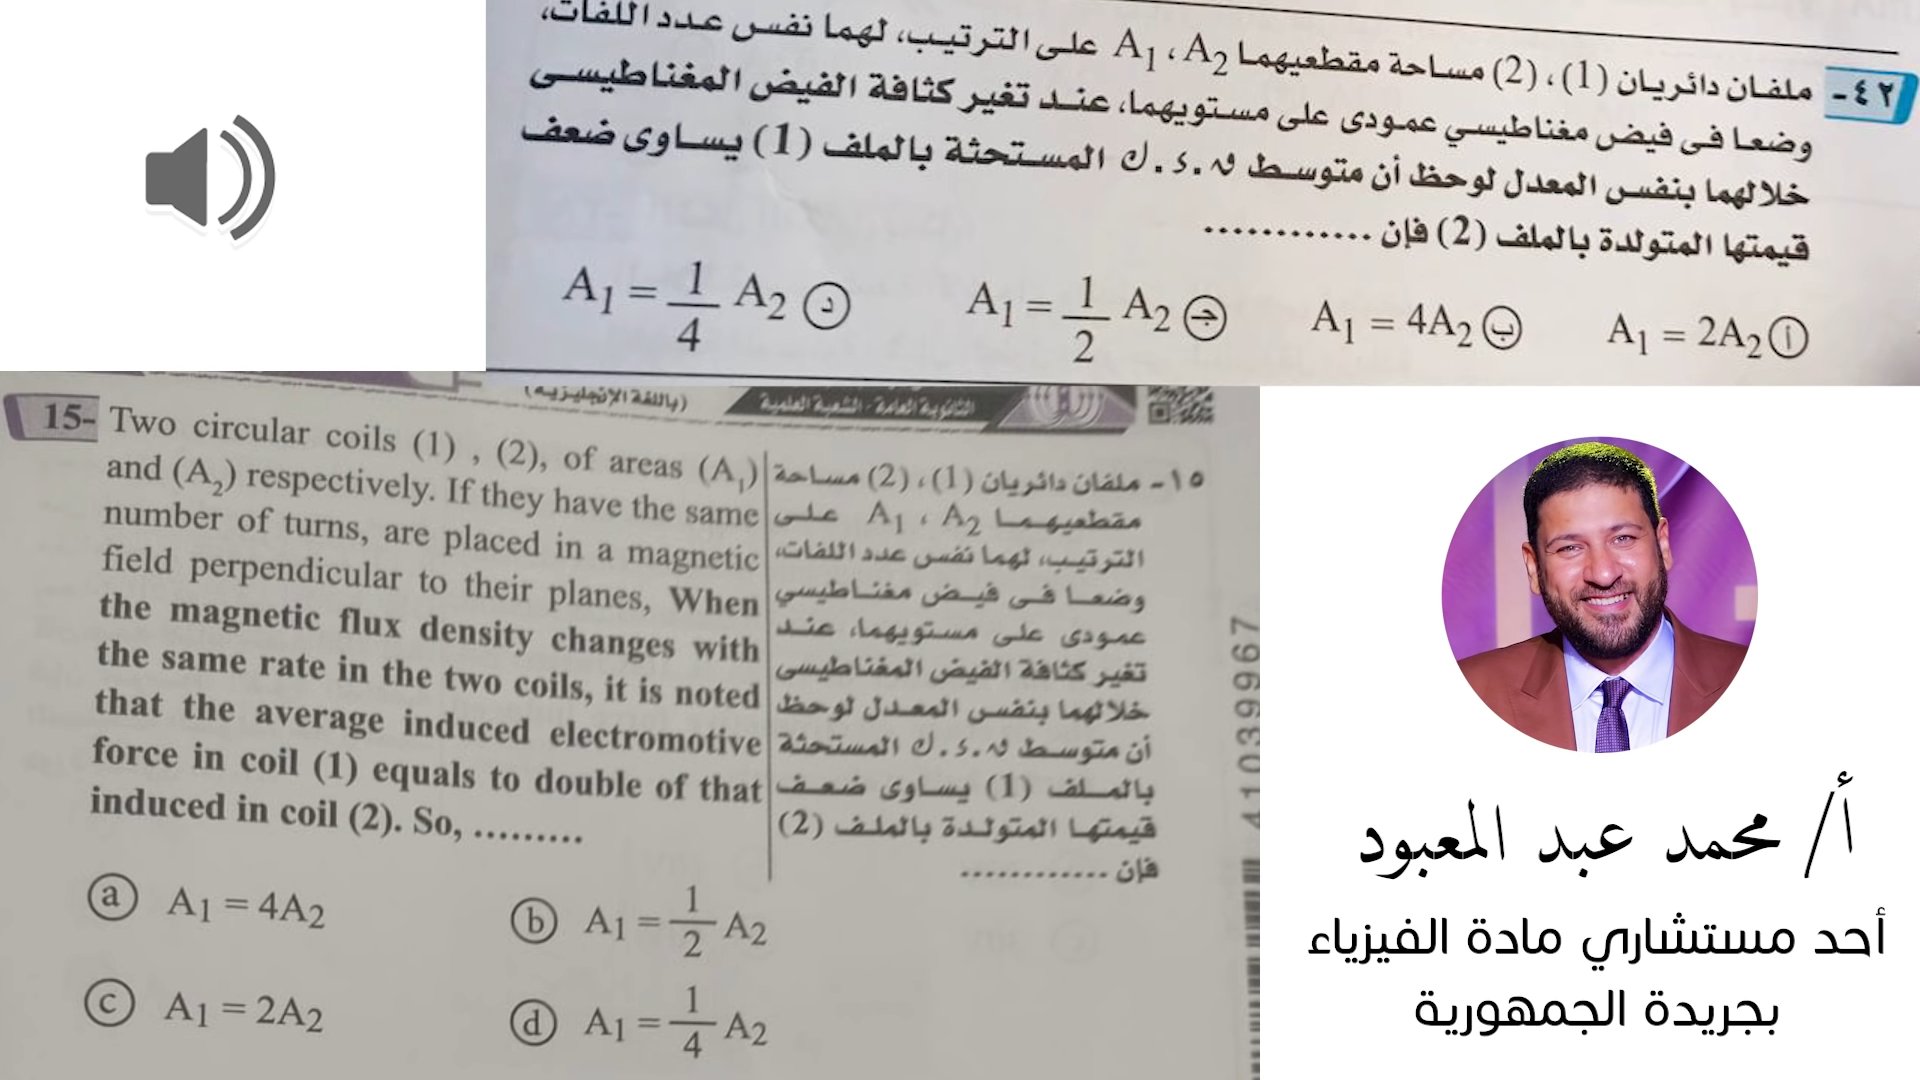 ٤٢- ملفان دائريان (1)، (2) مساحة مقطعيهما A1 ، A2 على الترتيب، لهما نفس عدد اللفات،
وضعا فى فيض مغناطيسي عمودى على مستويهما، عند تغير كثافة الفيض المغناطيسى
خلالهما بنفس المعدل لوحظ أن متوسط ق.د.ك المستحثة بالملف (1) يساوى ضعف
قيمتها المتولدة بالملف (2) فإن ............
أ A1 = 2A2 ب A1 = 4A2 جـ A1 = 1/2 A2 د A1 = 1/4 A2
(باللغة الإنجليزية)
الثانوية العامة - الشعبة العلمية
15- Two circular coils (1) , (2), of areas (A1)
and (A2) respectively. If they have the same
number of turns, are placed in a magnetic
field perpendicular to their planes, When
the magnetic flux density changes with
the same rate in the two coils, it is noted
that the average induced electromotive
force in coil (1) equals to double of that
induced in coil (2). So, .........
١٥- ملفان دائريان (1)، (2) مساحة
مقطعيهما A1 ، A2 على
الترتيب، لهما نفس عدد اللفات،
وضعا فى فيض مغناطيسي
عمودى على مستويهما، عند
تغير كثافة الفيض المغناطيسى
خلالهما بنفس المعدل لوحظ
أن متوسط ق.د.ك المستحثة
بالملف (1) يساوى ضعف
قيمتها المتولدة بالملف (2)
فإن ............
a A1 = 4A2 b A1 = 1/2 A2
c A1 = 2A2 d A1 = 1/4 A2
41039967
أ/ محمد عبد المعبود
أحد مستشاري مادة الفيزياء
بجريدة الجمهورية